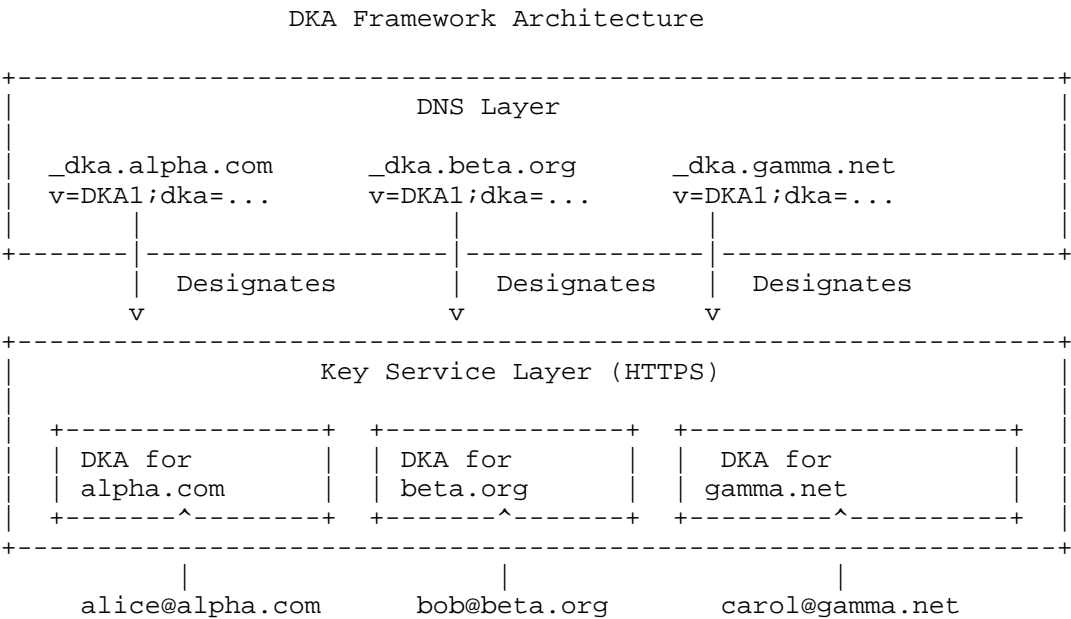 DKA Framework Architecture
DNS Layer
_dka.alpha.com _dka.beta.org _dka.gamma.net
v=DKA1;dka=... v=DKA1;dka=... v=DKA1;dka=...
Designates Designates Designates
v v v
Key Service Layer (HTTPS)
DKA for DKA for DKA for
alpha.com beta.org gamma.net
alice@alpha.com bob@beta.org carol@gamma.net